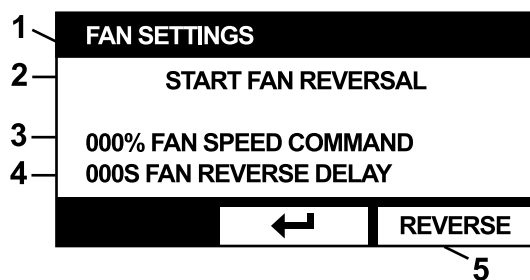 1 FAN SETTINGS
2 START FAN REVERSAL
3 000% FAN SPEED COMMAND
4 000S FAN REVERSE DELAY
REVERSE
5